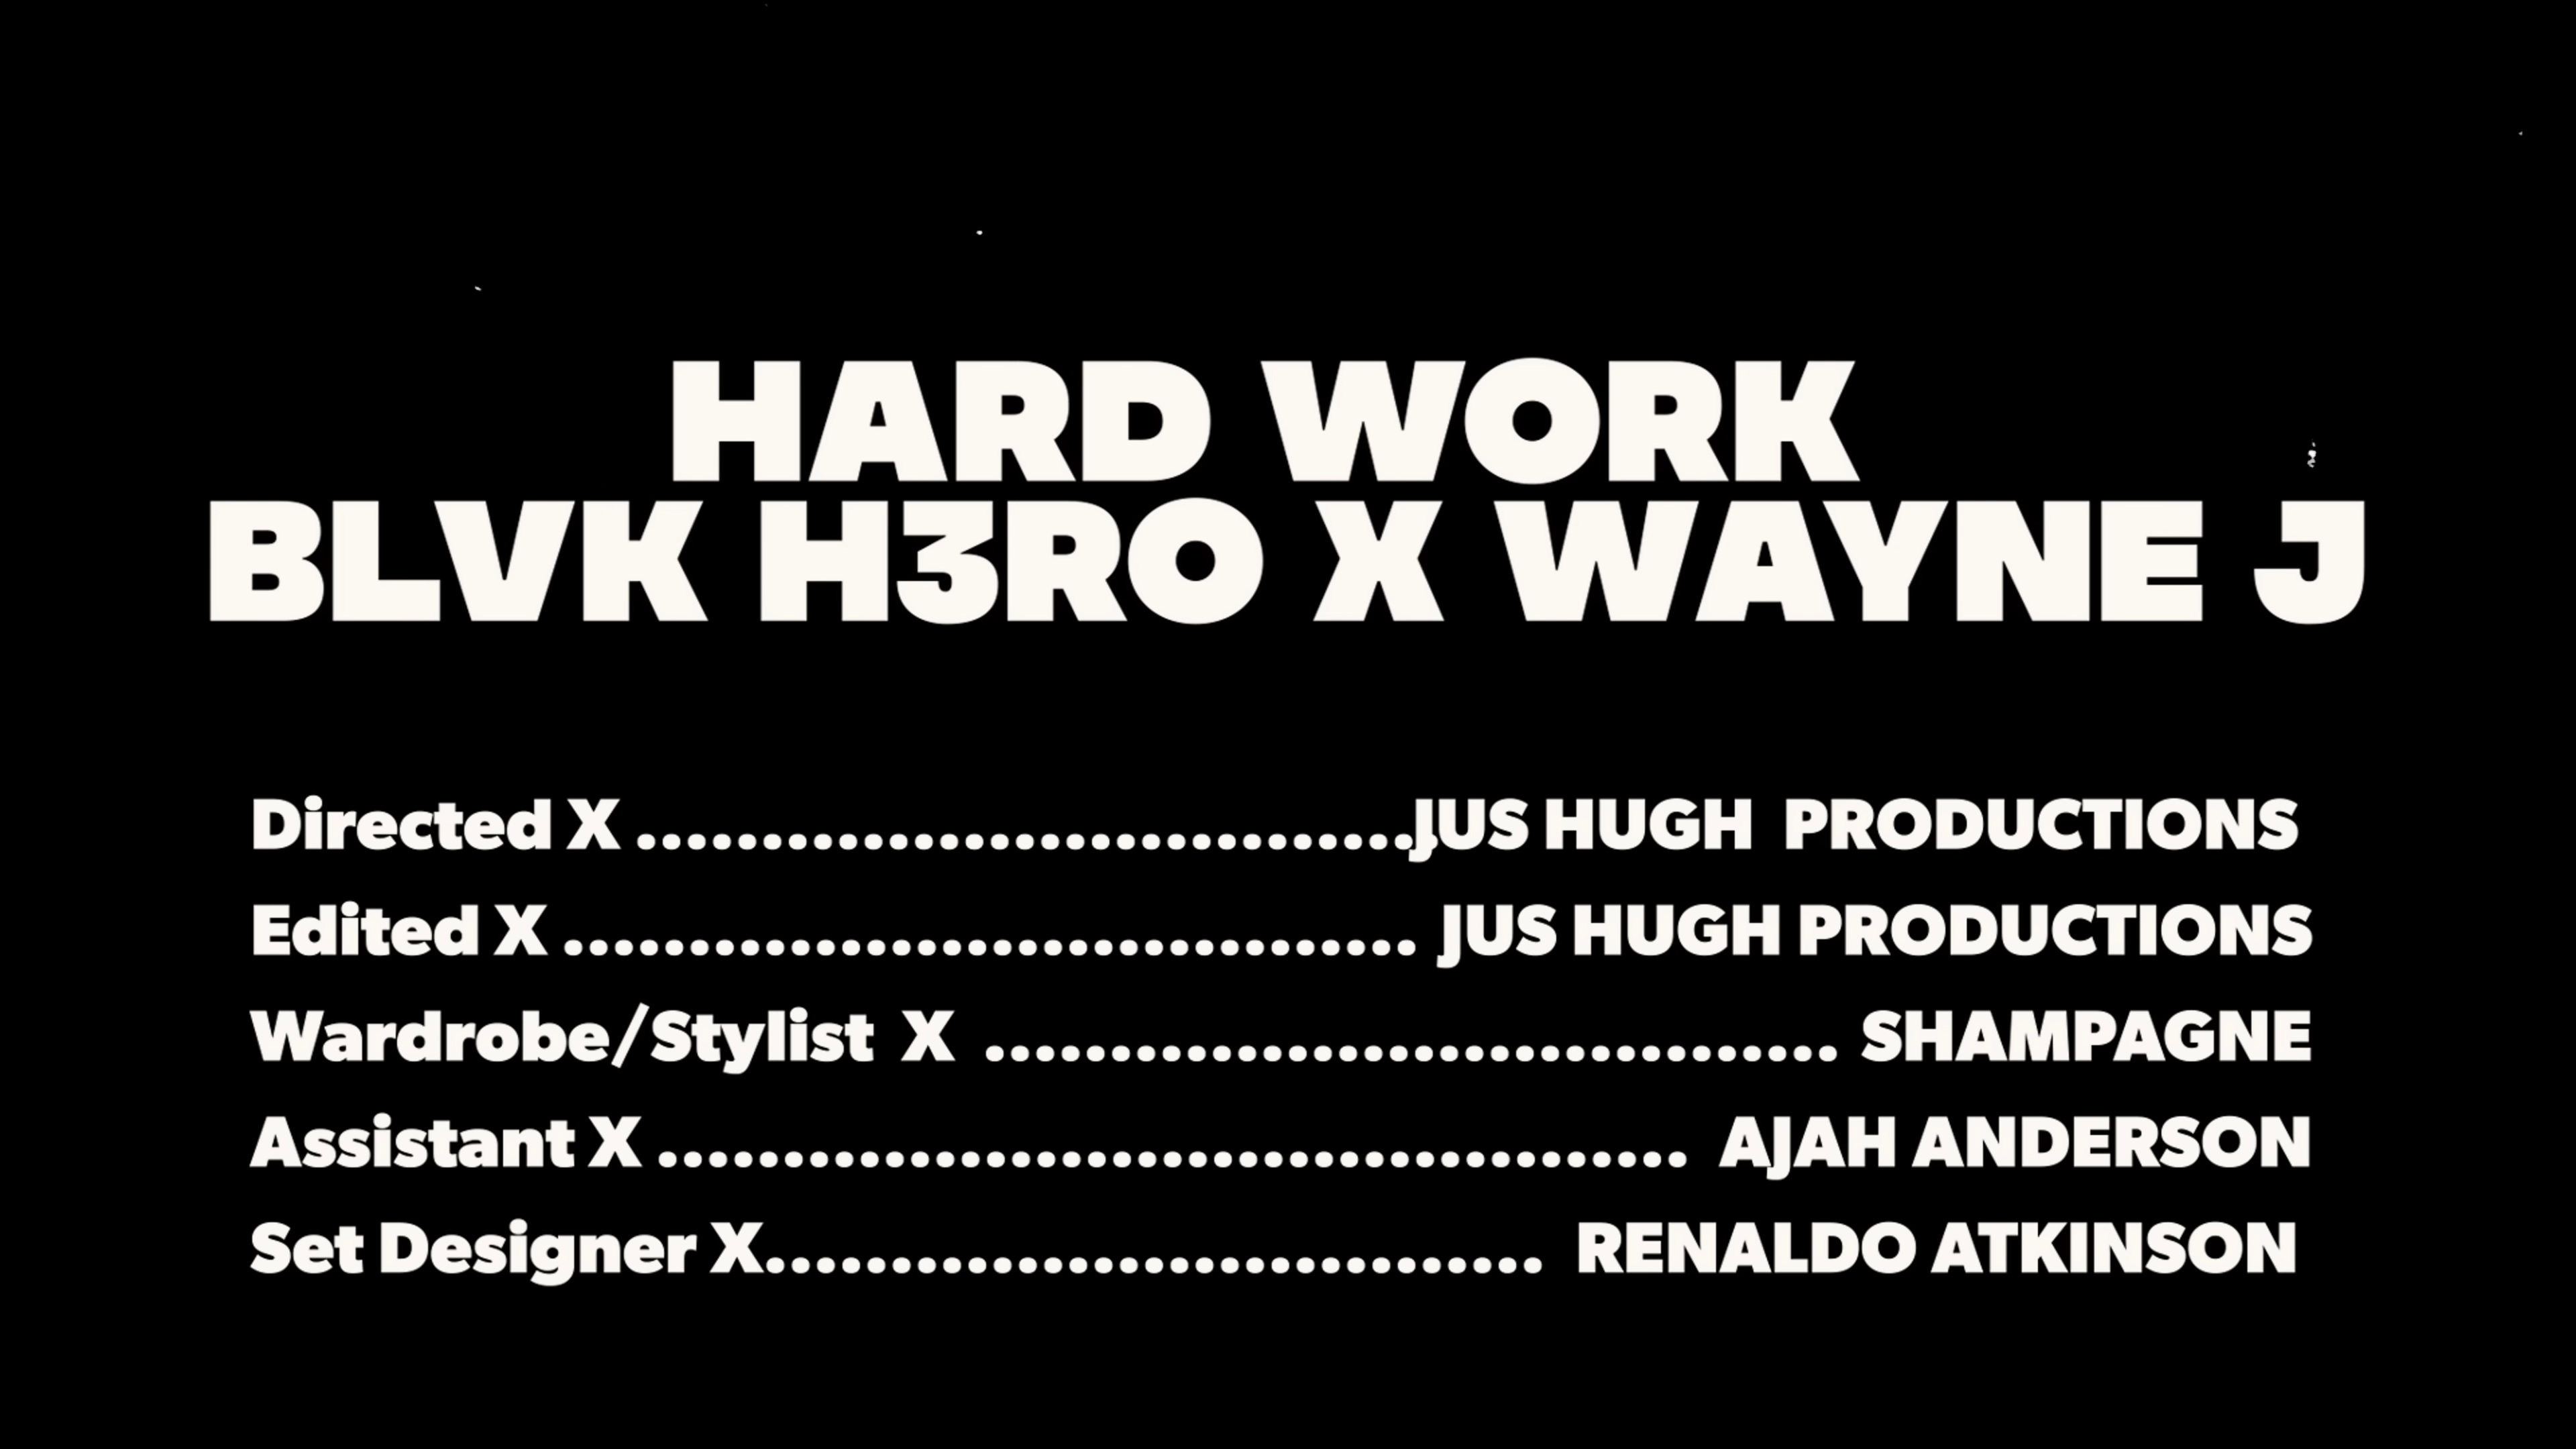 HARD WORK
BLVK H3RO X WAYNE J
Directed X ...............................JUS HUGH  PRODUCTIONS
Edited X .................................. JUS HUGH PRODUCTIONS
Wardrobe/Stylist  X  .................................. SHAMPAGNE
Assistant X .........................................  AJAH ANDERSON
Set Designer X...............................  RENALDO ATKINSON